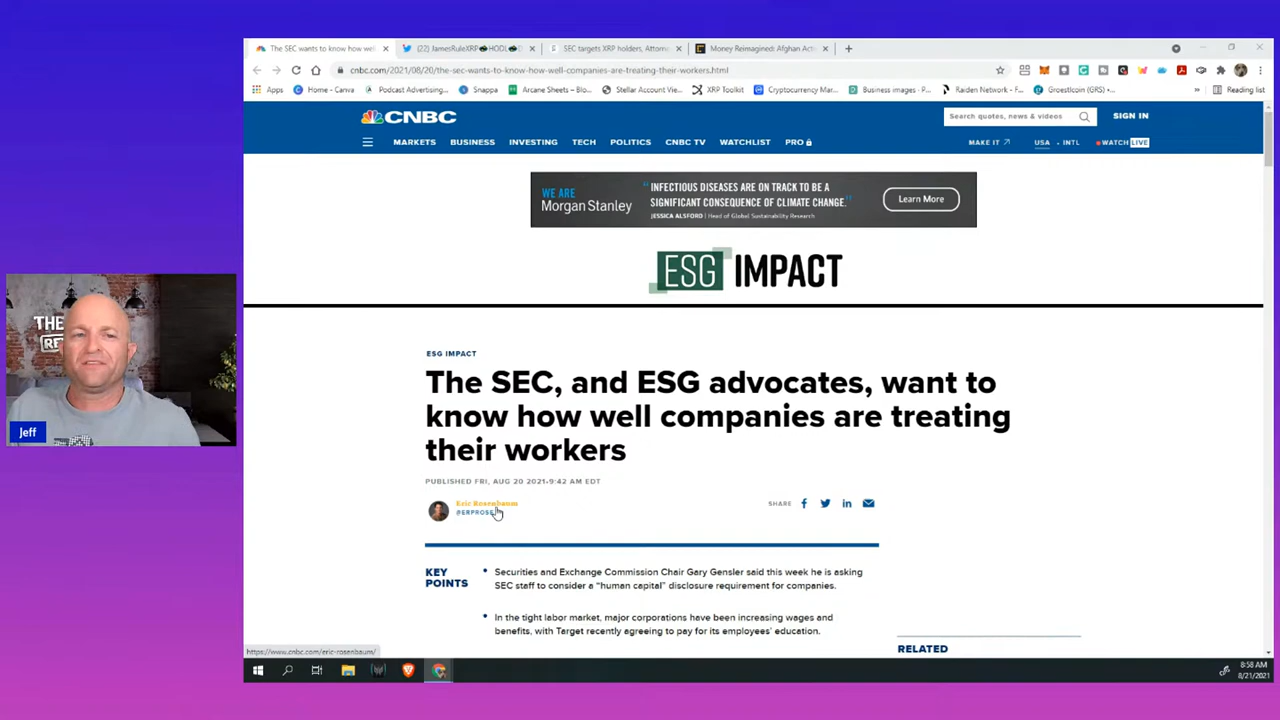 The SEC wants to know how wel
(22) JamesRuleXRP
HODL
SEC targets XRP holders, Attorne
Money Reimagined: Afghan Act
cnbc.com/2021/08/20/the-sec-wants-to-know-how-well-companies-are-treating-their-workers.html
Apps
Home - Canva
Podcast Advertising...
Snappa
Arcane Sheets – Blo...
Stellar Account Vie...
XRP Toolkit
Cryptocurrency Mar...
Business images - P...
Raiden Network - F...
Groestlcoin (GRS) -...
Reading list
CNBC
Search quotes, news & videos
SIGN IN
MARKETS
BUSINESS
INVESTING
TECH
POLITICS
CNBC TV
WATCHLIST
PRO
MAKE IT
USA
INTL
WATCH LIVE
WE ARE
Morgan Stanley
"INFECTIOUS DISEASES ARE ON TRACK TO BE A
SIGNIFICANT CONSEQUENCE OF CLIMATE CHANGE."
JESSICA ALSFORD | Head of Global Sustainability Research
Learn More
ESG IMPACT
ESG IMPACT
The SEC, and ESG advocates, want to
know how well companies are treating
their workers
PUBLISHED FRI, AUG 20 2021•9:42 AM EDT
Eric Rosenbaum
@ERPROSE
SHARE
KEY
POINTS
Securities and Exchange Commission Chair Gary Gensler said this week he is asking
SEC staff to consider a “human capital” disclosure requirement for companies.
In the tight labor market, major corporations have been increasing wages and
benefits, with Target recently agreeing to pay for its employees’ education.
RELATED
https://www.cnbc.com/eric-rosenbaum/
8:58 AM
8/21/2021
THE
RE
Jeff